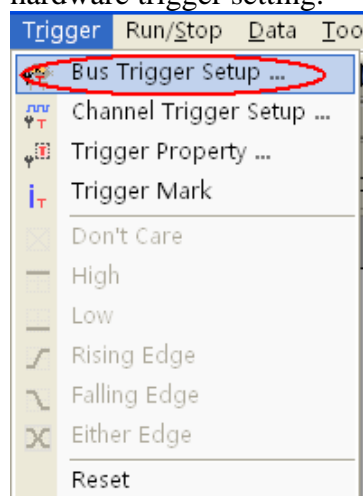 hardware trigger setting.
Trigger Run/Stop Data Too
Bus Trigger Setup ...
Channel Trigger Setup ...
Trigger Property ...
Trigger Mark
Don't Care
High
Low
Rising Edge
Falling Edge
Either Edge
Reset